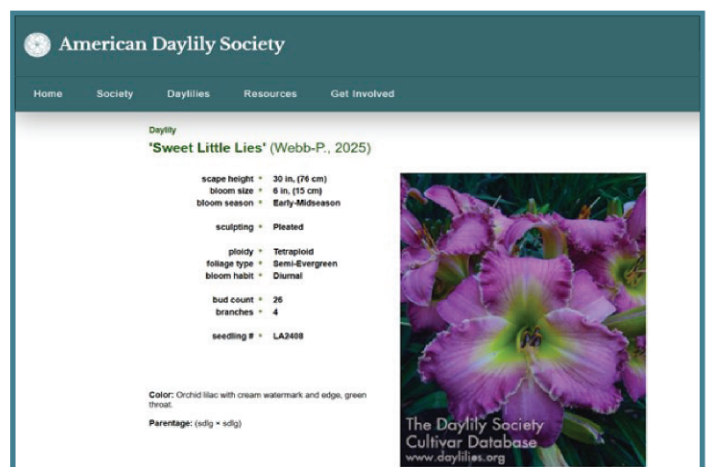 American Daylily Society
Home Society Daylilies Resources Get Involved
Daylily
'Sweet Little Lies' (Webb-P., 2025)
scape height 30 in, (76 cm)
bloom size 6 in, (15 cm)
bloom season Early-Midseason
sculpting Pleated
ploidy Tetraploid
foliage type Semi-Evergreen
bloom habit Diurnal
bud count 26
branches 4
seedling # LA2408
Color: Orchid lilac with cream watermark and edge, green
throat.
Parentage: (sdlg × sdlg)
The Daylily Society
Cultivar Database
www.daylilies.org